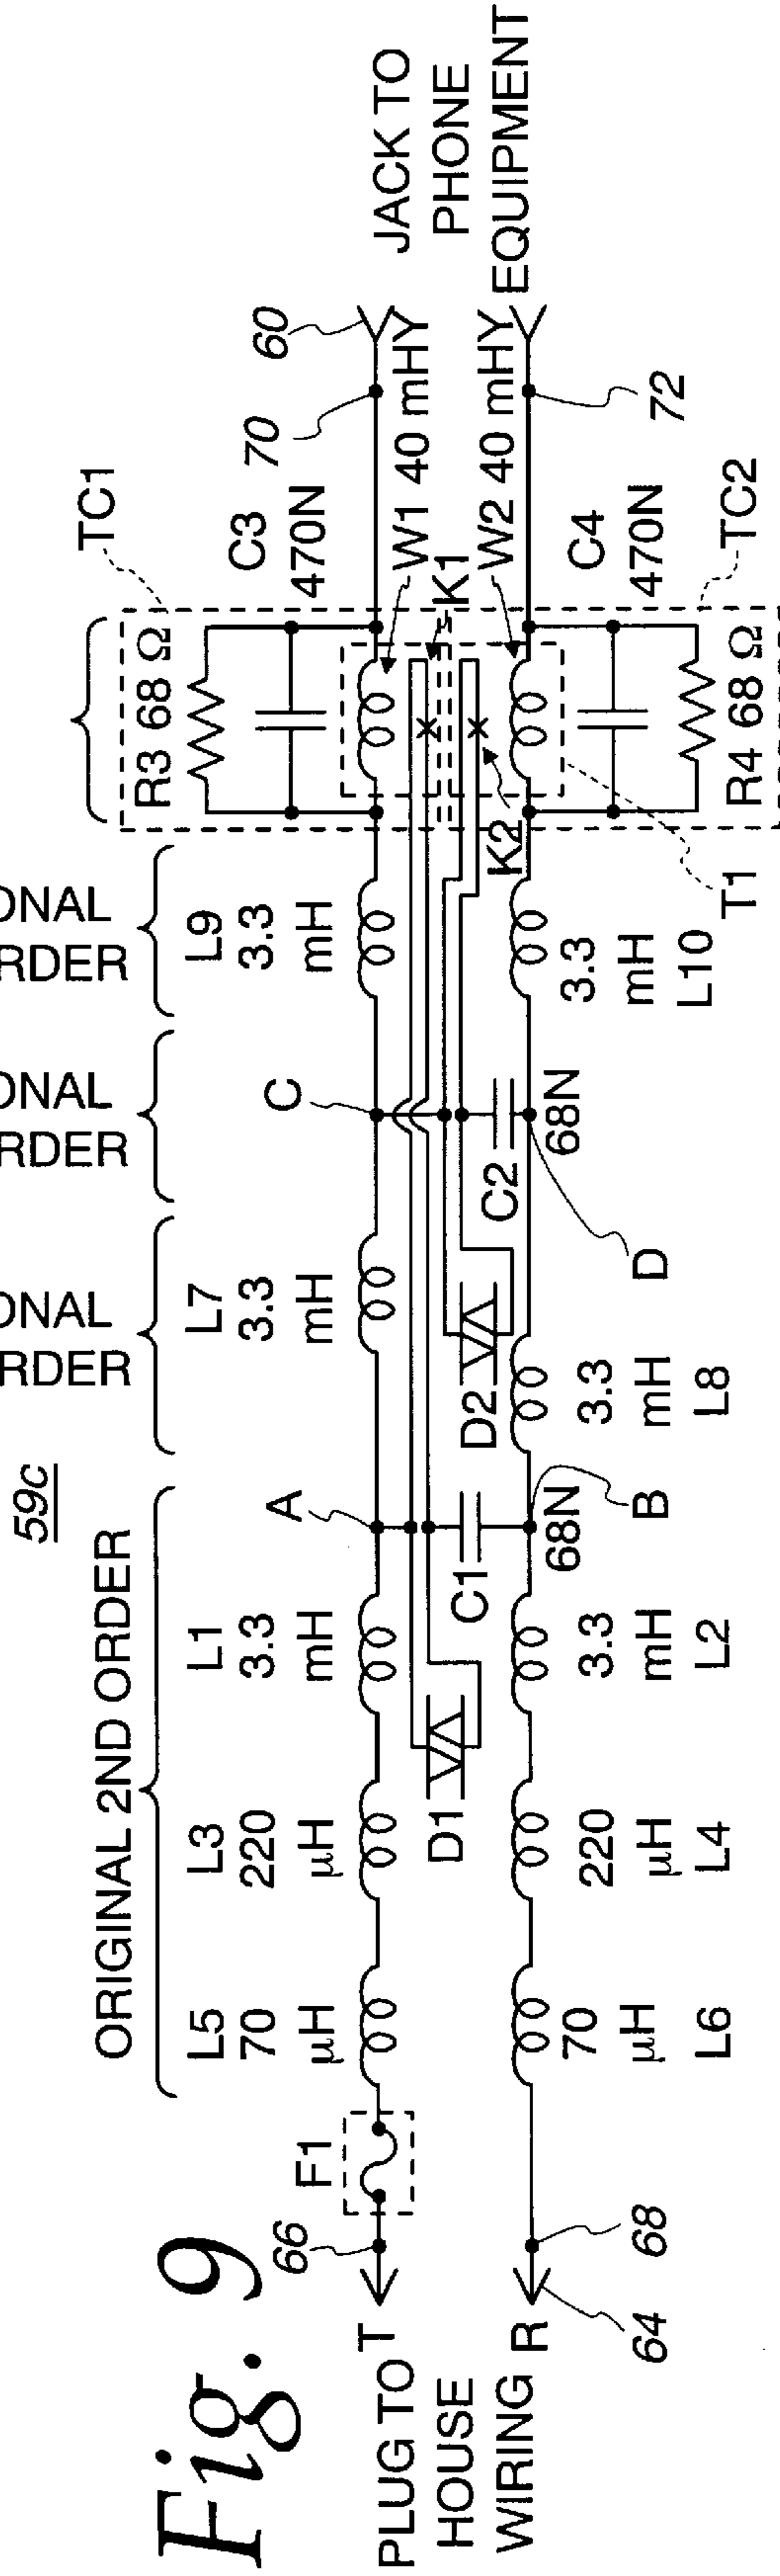 Fig. 9
59c
ORIGINAL 2ND ORDER
ONAL
RDER
ONAL
RDER
ONAL
RDER
TC1
L5
70
μH
L3
220
μH
L1
3.3
mH
L7
3.3
mH
L9
3.3
mH
R3 68 Ω
C3
470N
F1
66
A
C
70
60
PLUG TO
HOUSE
WIRING
T
R
D1
C1
68N
D2
C2
68N
K2
K1
W1 40 mHY
W2 40 mHY
JACK TO
PHONE
EQUIPMENT
64
68
70
μH
L6
220
μH
L4
3.3
mH
L2
B
3.3
mH
L8
D
3.3
mH
L10
T1
R4 68 Ω
C4
470N
TC2
72